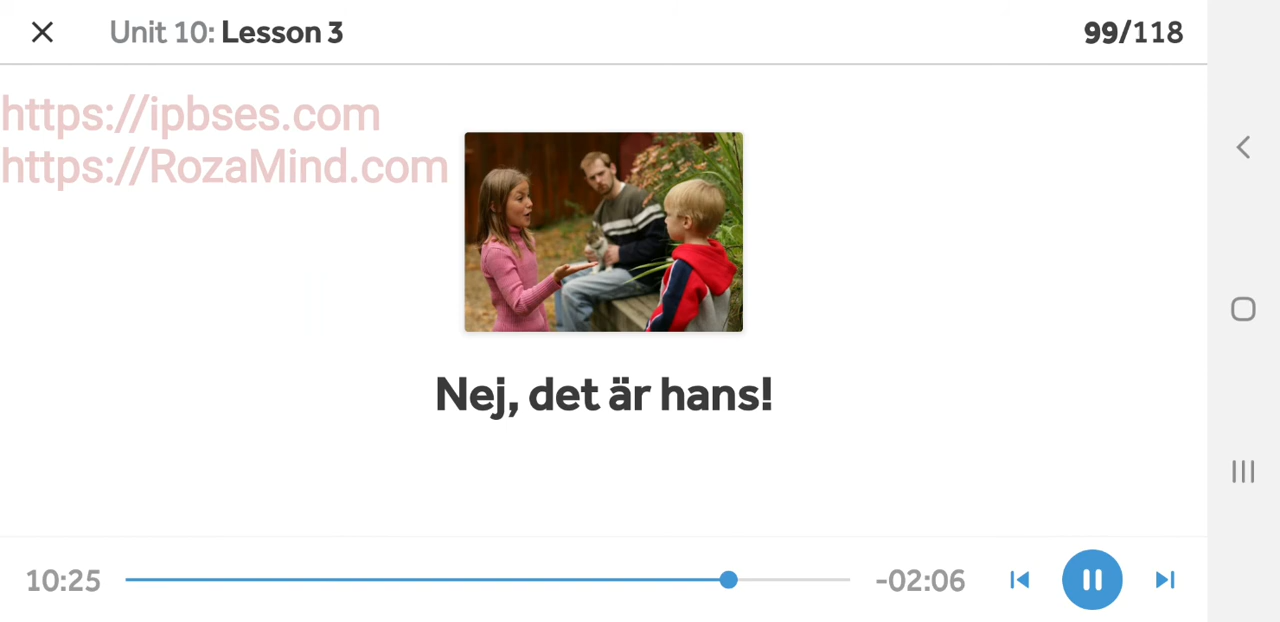 Unit 10: Lesson 3
99/118
https://ipbses.com
https://RozaMind.com
Nej, det är hans!
10:25
-02:06